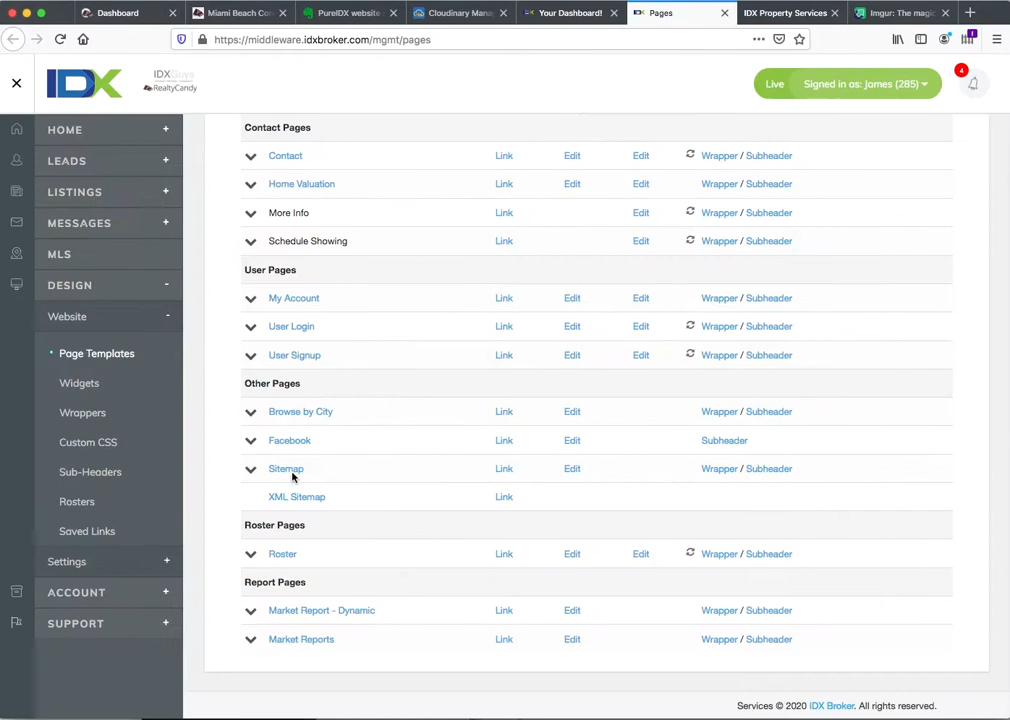 Dashboard
Miami Beach Con
PureIDX website
Cloudinary Mana
Your Dashboard!
Pages
IDX Property Services
Imgur: The magic
https://middleware.idxbroker.com/mgmt/pages
IDX
IDXGuys
RealtyCandy
Live Signed in as: James (285)
4
HOME +
LEADS +
LISTINGS +
MESSAGES +
MLS
DESIGN -
Website -
Page Templates
Widgets
Wrappers
Custom CSS
Sub-Headers
Rosters
Saved Links
Settings +
ACCOUNT +
SUPPORT +
Contact Pages
Contact Link Edit Edit Wrapper / Subheader
Home Valuation Link Edit Edit Wrapper / Subheader
More Info Link Edit Wrapper / Subheader
Schedule Showing Link Edit Wrapper / Subheader
User Pages
My Account Link Edit Edit Wrapper / Subheader
User Login Link Edit Edit Wrapper / Subheader
User Signup Link Edit Edit Wrapper / Subheader
Other Pages
Browse by City Link Edit Wrapper / Subheader
Facebook Link Edit Subheader
Sitemap Link Edit Wrapper / Subheader
XML Sitemap Link
Roster Pages
Roster Link Edit Edit Wrapper / Subheader
Report Pages
Market Report - Dynamic Link Edit Wrapper / Subheader
Market Reports Link Edit Wrapper / Subheader
Services © 2020 IDX Broker. All rights reserved.